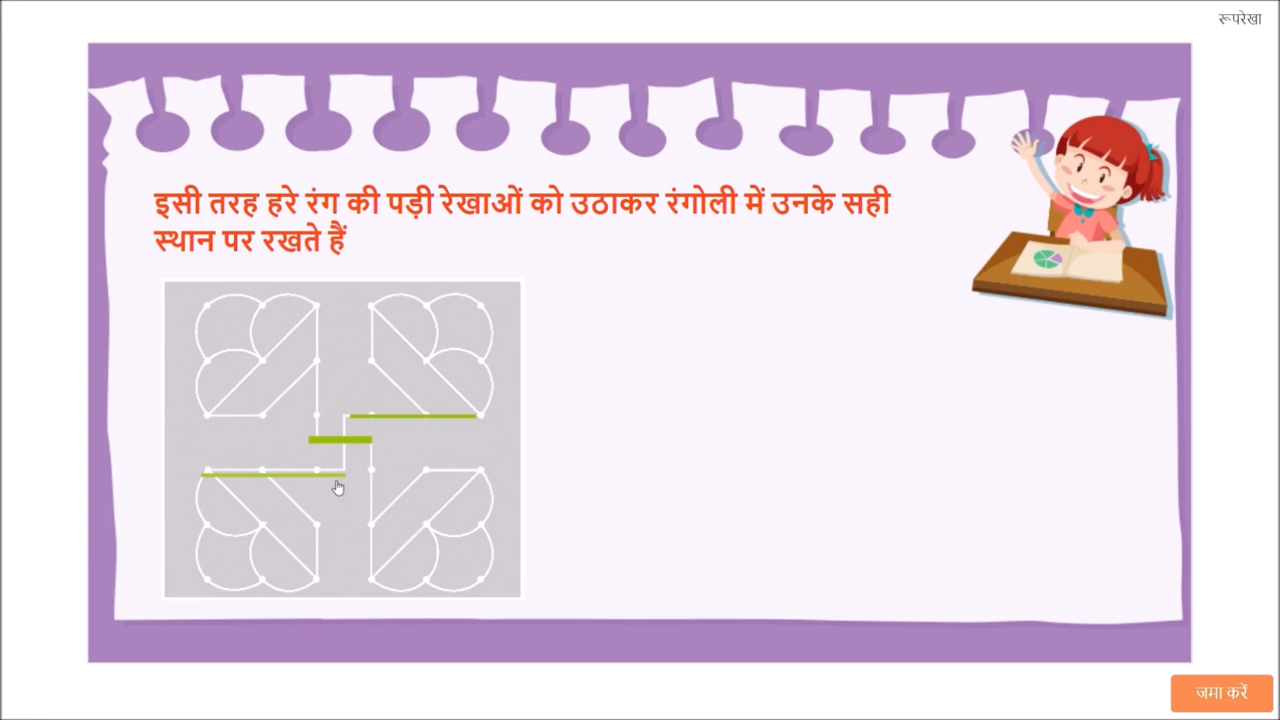 रूपरेखा
इसी तरह हरे रंग की पड़ी रेखाओं को उठाकर रंगोली में उनके सही
स्थान पर रखते हैं
जमा करें